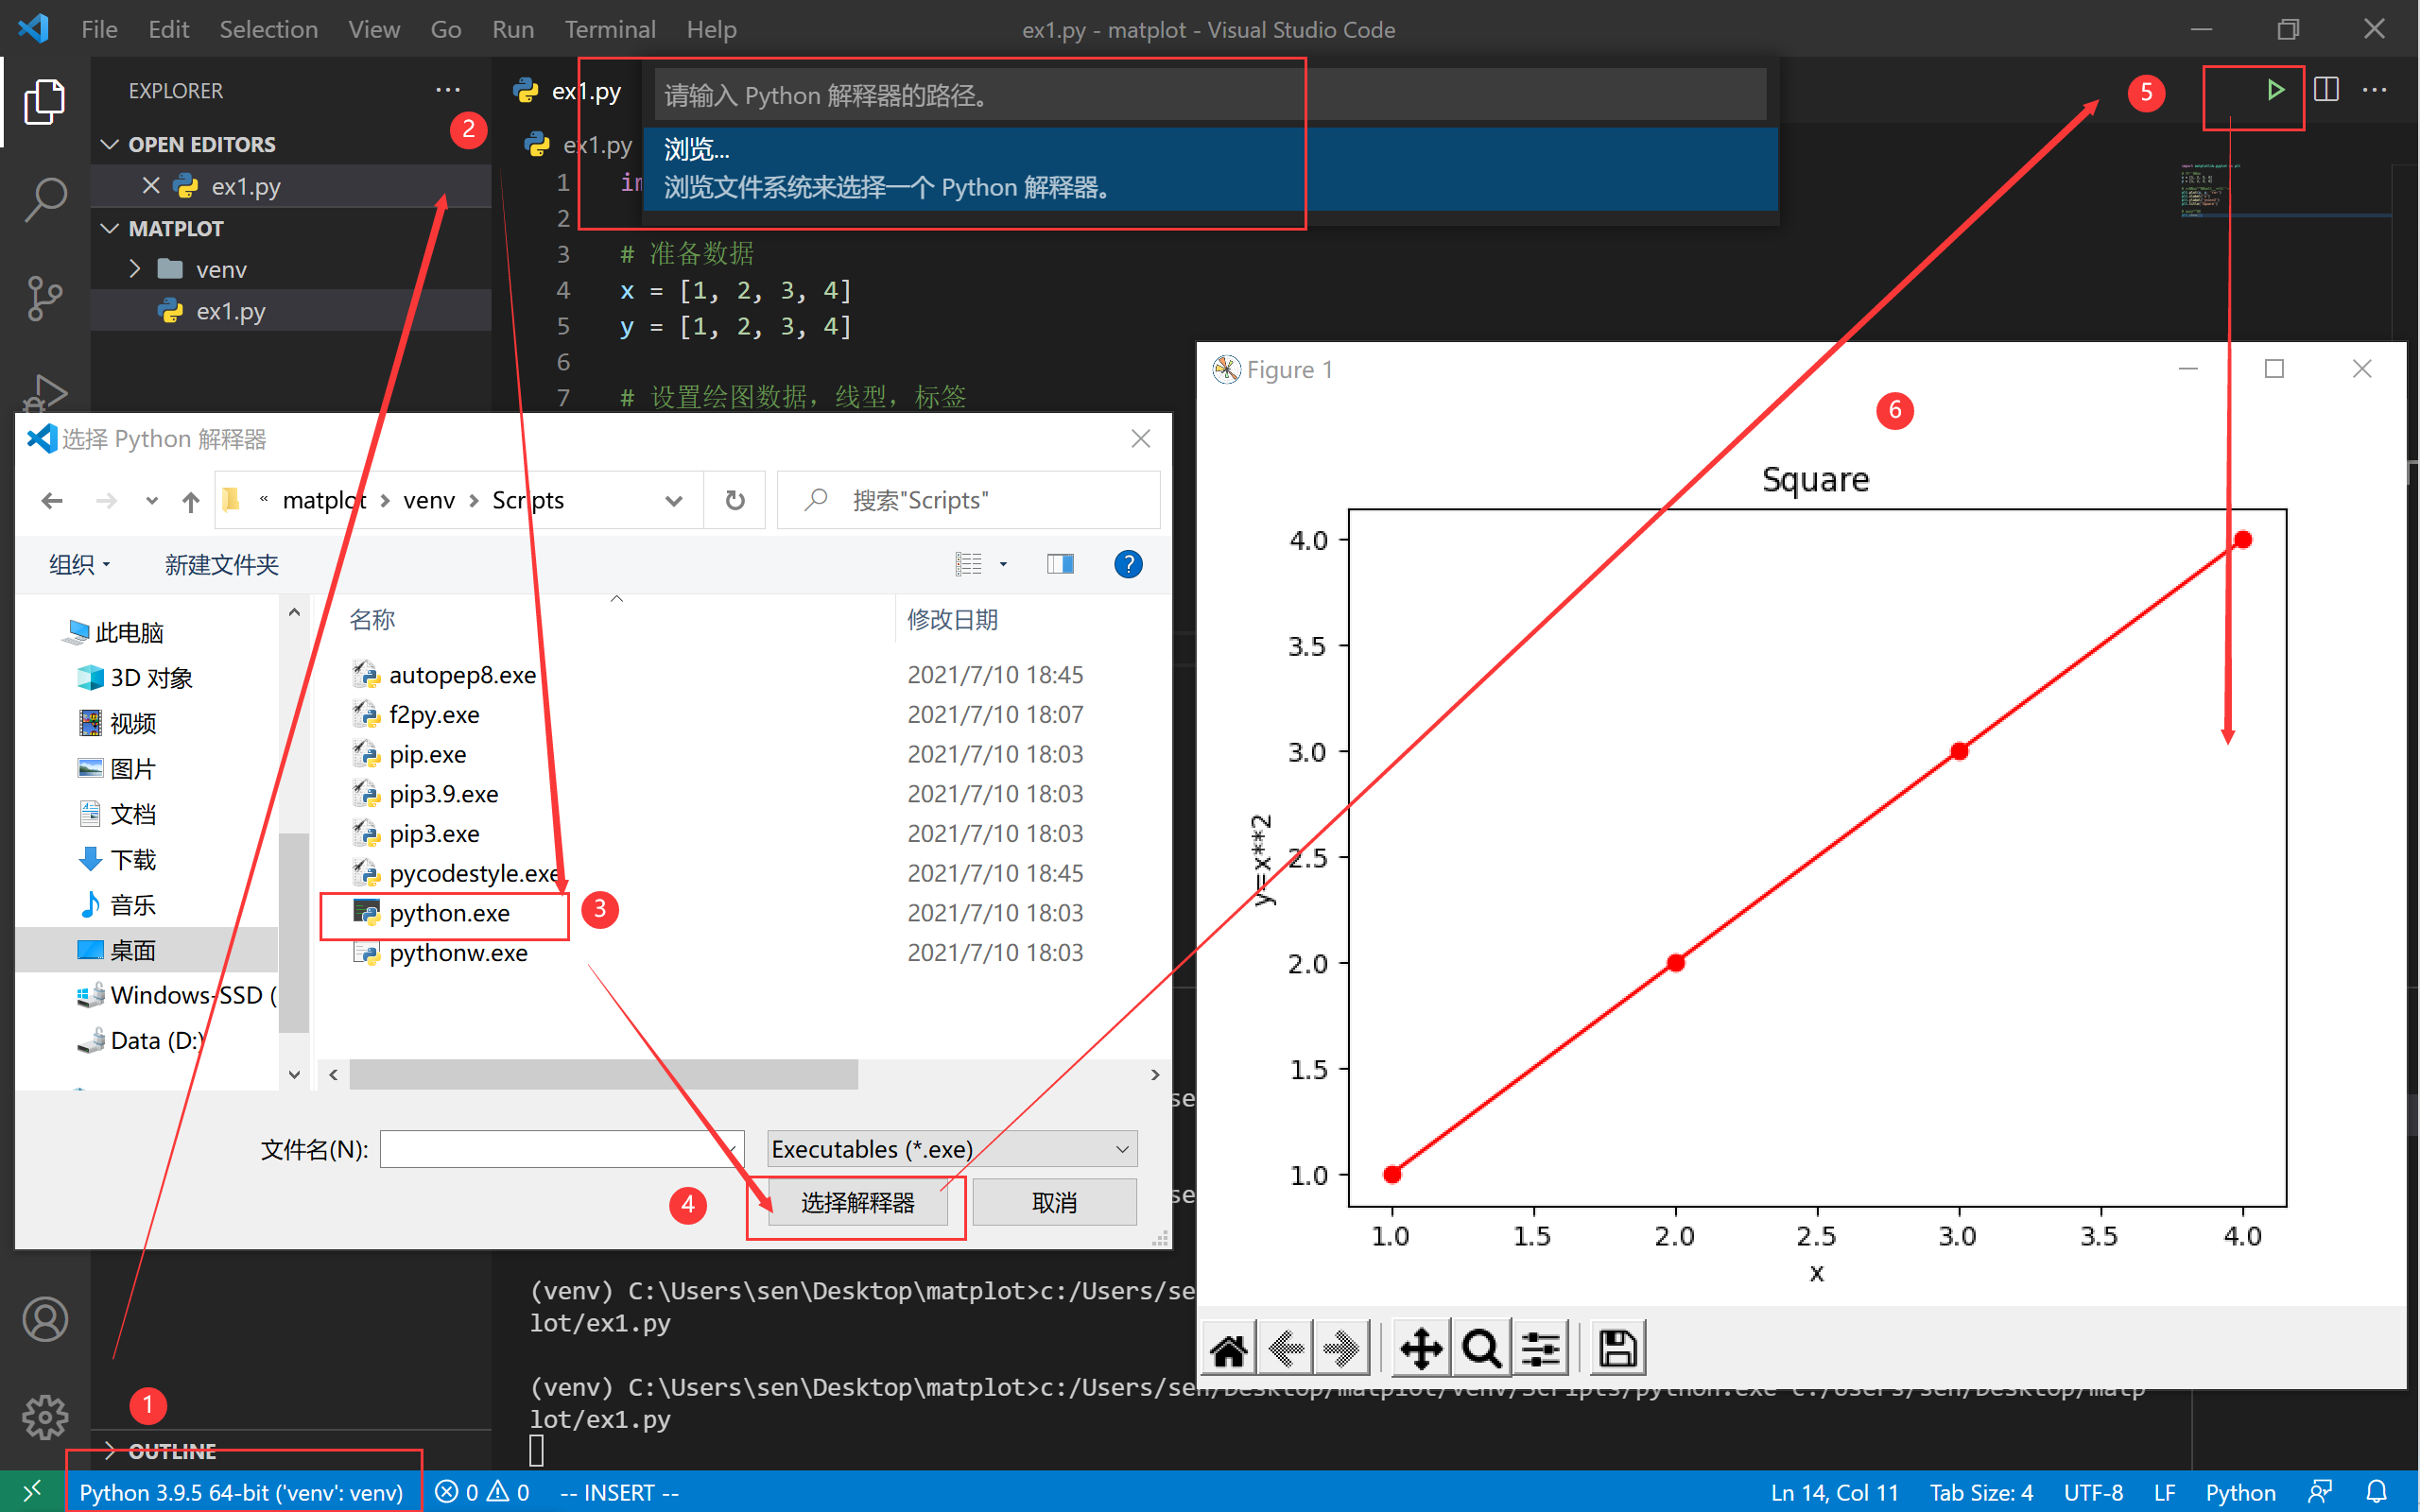 File Edit Selection View Go Run Terminal Help
ex1.py - matplot - Visual Studio Code
EXPLORER
2
OPEN EDITORS
ex1.py
MATPLOT
venv
ex1.py
ex1.py
ex1.py
请输入 Python 解释器的路径。
浏览...
浏览文件系统来选择一个 Python 解释器。
5
1 im
2
3 # 准备数据
4 x = [1, 2, 3, 4]
5 y = [1, 2, 3, 4]
6
7 # 设置绘图数据，线型，标签
选择 Python 解释器
« matplot > venv > Scripts
搜索"Scripts"
组织
新建文件夹
此电脑
3D 对象
视频
图片
文档
下载
音乐
桌面
Windows-SSD (
Data (D:)
名称 修改日期
autopep8.exe 2021/7/10 18:45
f2py.exe 2021/7/10 18:07
pip.exe 2021/7/10 18:03
pip3.9.exe 2021/7/10 18:03
pip3.exe 2021/7/10 18:03
pycodestyle.exe 2021/7/10 18:45
python.exe 2021/7/10 18:03
3
pythonw.exe 2021/7/10 18:03
文件名(N):
Executables (*.exe)
4
选择解释器
取消
Figure 1
6
Square
4.0
3.5
3.0
2.5
2.0
1.5
1.0
y=x**2
1.0 1.5 2.0 2.5 3.0 3.5 4.0
x
se
se
(venv) C:\Users\sen\Desktop\matplot>c:/Users/se
lot/ex1.py
(venv) C:\Users\sen\Desktop\matplot>c:/Users/sen/Desktop/matplot/venv/Scripts/python.exe c:/Users/sen/Desktop/matp
lot/ex1.py
1
OUTLINE
Python 3.9.5 64-bit ('venv': venv)
0 0
-- INSERT --
Ln 14, Col 11
Tab Size: 4
UTF-8
LF
Python